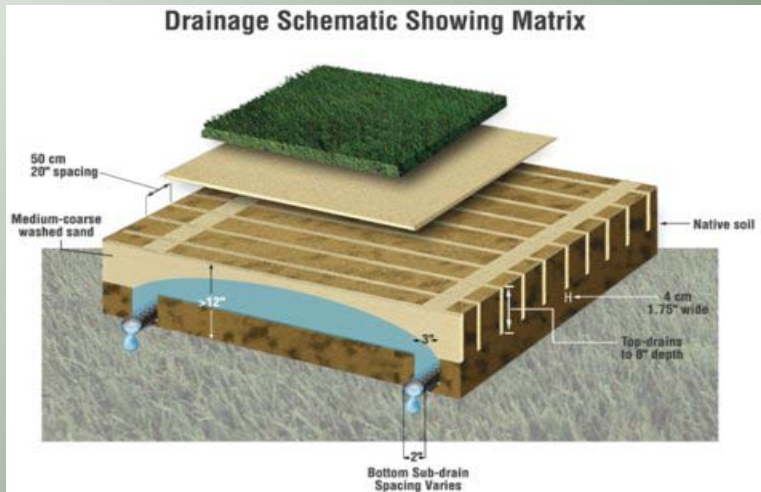 Drainage Schematic Showing Matrix
50 cm
20" spacing
Medium-coarse
washed sand
Native soil
>12"
4 cm
1.75" wide
3"
Top-drains
to 8" depth
2"
Bottom Sub-drain
Spacing Varies